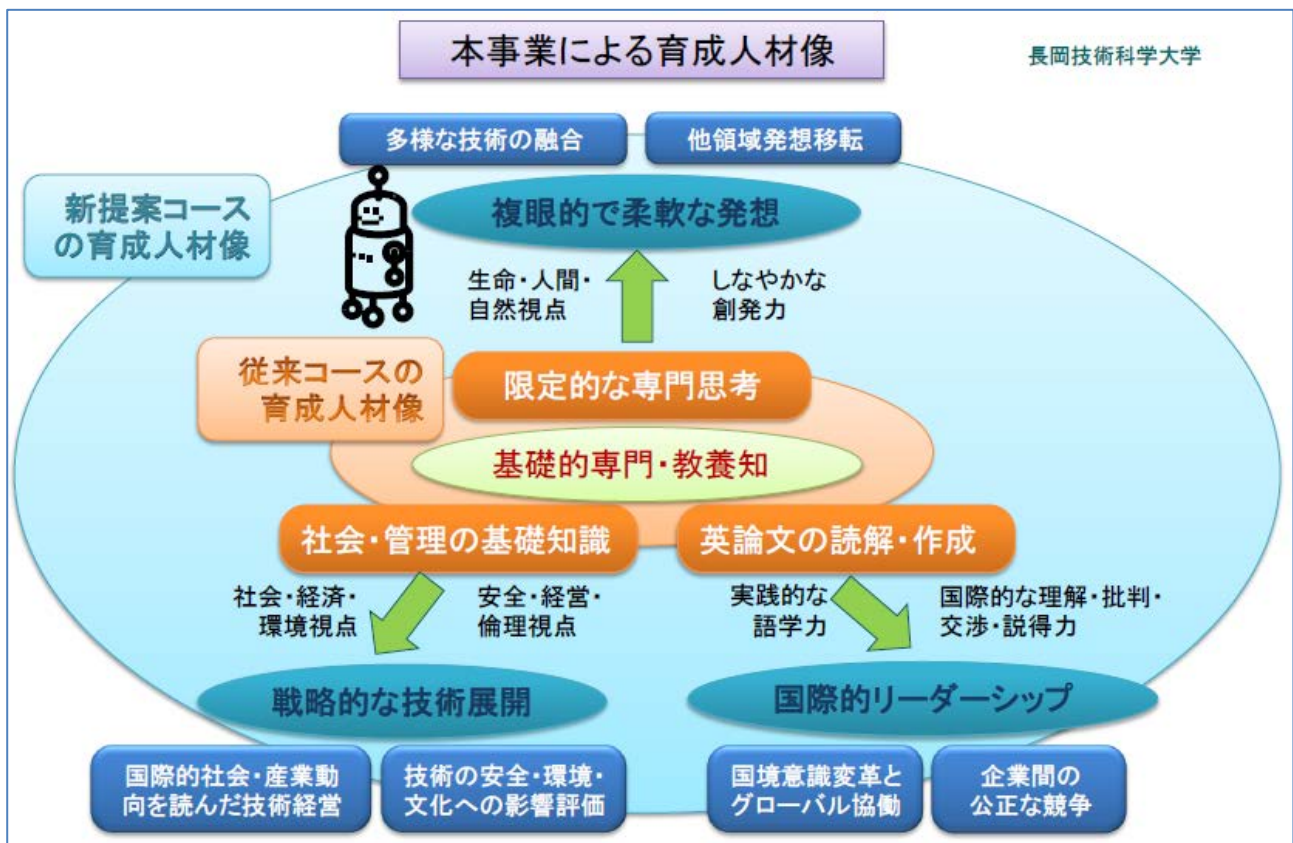 本事業による育成人材像
長岡技術科学大学
多様な技術の融合
他領域発想移転
新提案コース
の育成人材像
複眼的で柔軟な発想
生命・人間・
自然視点
しなやかな
創発力
従来コースの
育成人材像
限定的な専門思考
基礎的専門・教養知
社会・管理の基礎知識
英論文の読解・作成
社会・経済・
環境視点
安全・経営・
倫理視点
実践的な
語学力
国際的な理解・批判・
交渉・説得力
戦略的な技術展開
国際的リーダーシップ
国際的社会・産業動
向を読んだ技術経営
技術の安全・環境・
文化への影響評価
国境意識変革と
グローバル協働
企業間の
公正な競争